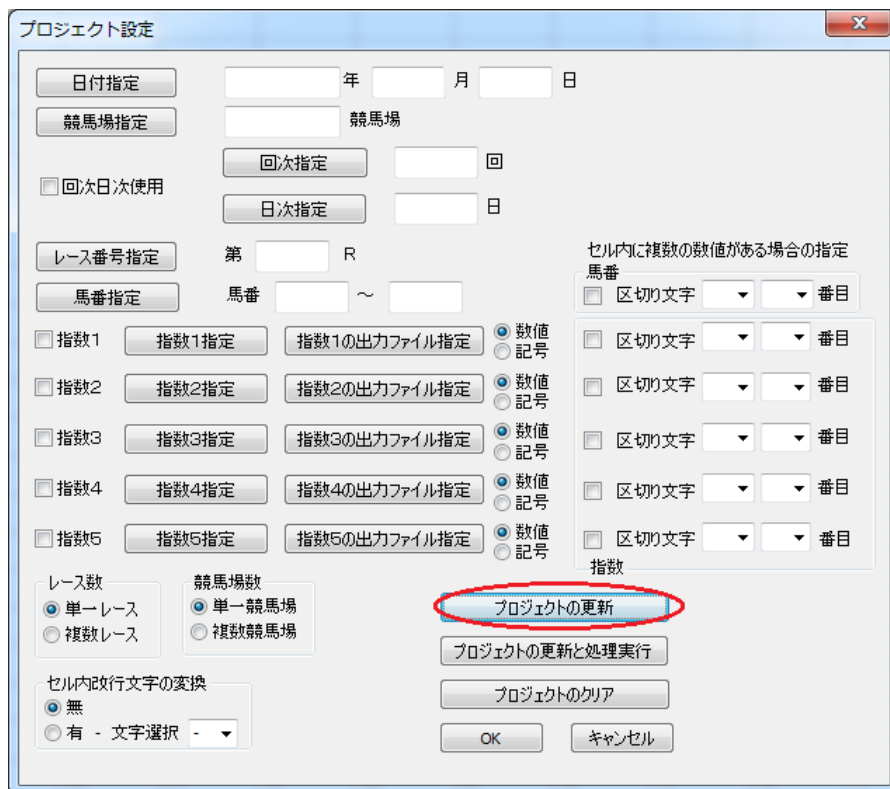 プロジェクト設定
日付指定 年 月 日
競馬場指定 競馬場
回次日次使用 回次指定 回
日次指定 日
レース番号指定 第 R
セル内に複数の数値がある場合の指定
馬番
馬番指定 馬番 ～ 区切り文字 番目
指数1 指数1指定 指数1の出力ファイル指定 数値 記号 区切り文字 番目
指数2 指数2指定 指数2の出力ファイル指定 数値 記号 区切り文字 番目
指数3 指数3指定 指数3の出力ファイル指定 数値 記号 区切り文字 番目
指数4 指数4指定 指数4の出力ファイル指定 数値 記号 区切り文字 番目
指数5 指数5指定 指数5の出力ファイル指定 数値 記号 区切り文字 番目
指数
レース数
単一レース
複数レース
競馬場数
単一競馬場
複数競馬場
プロジェクトの更新
プロジェクトの更新と処理実行
セル内改行文字の変換
無
有 - 文字選択 -
プロジェクトのクリア
OK キャンセル